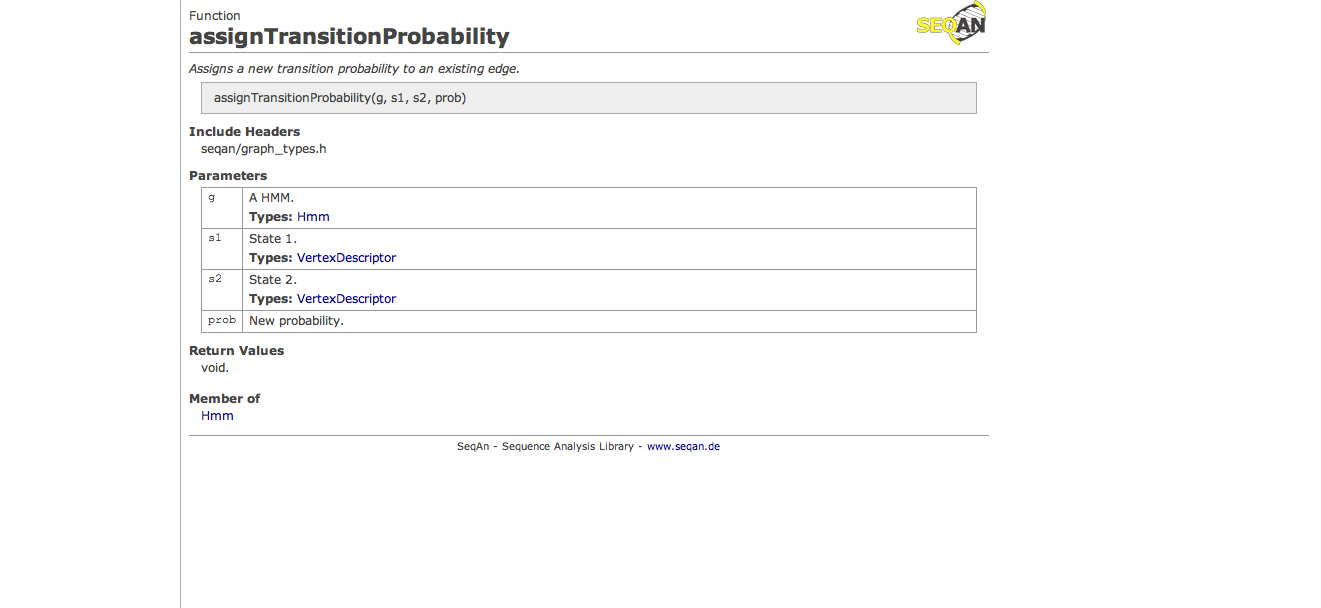 Function
SEQAN
assignTransitionProbability
Assigns a new transition probability to an existing edge.
assignTransitionProbability(g, s1, s2, prob)
Include Headers
seqan/graph_types.h
Parameters
g A HMM.
Types: Hmm
s1 State 1.
Types: VertexDescriptor
s2 State 2.
Types: VertexDescriptor
prob New probability.
Return Values
void.
Member of
Hmm
SeqAn - Sequence Analysis Library - www.seqan.de